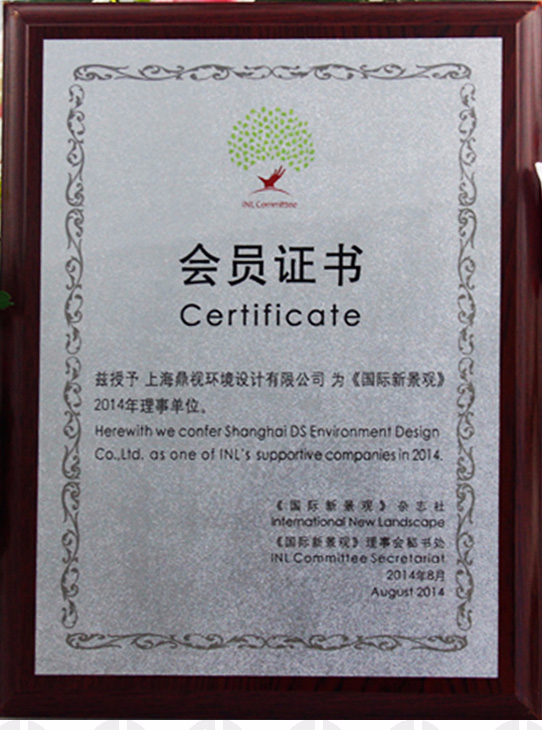 INL Committee
会员证书
Certificate
兹授予 上海鼎视环境设计有限公司 为《国际新景观》
2014年理事单位。
Herewith we confer Shanghai DS Environment Design
Co.,Ltd. as one of INL's supportive companies in 2014.
《国际新景观》杂志社
International New Landscape
《国际新景观》理事会秘书处
INL Committee Secretariat
2014年8月
August 2014